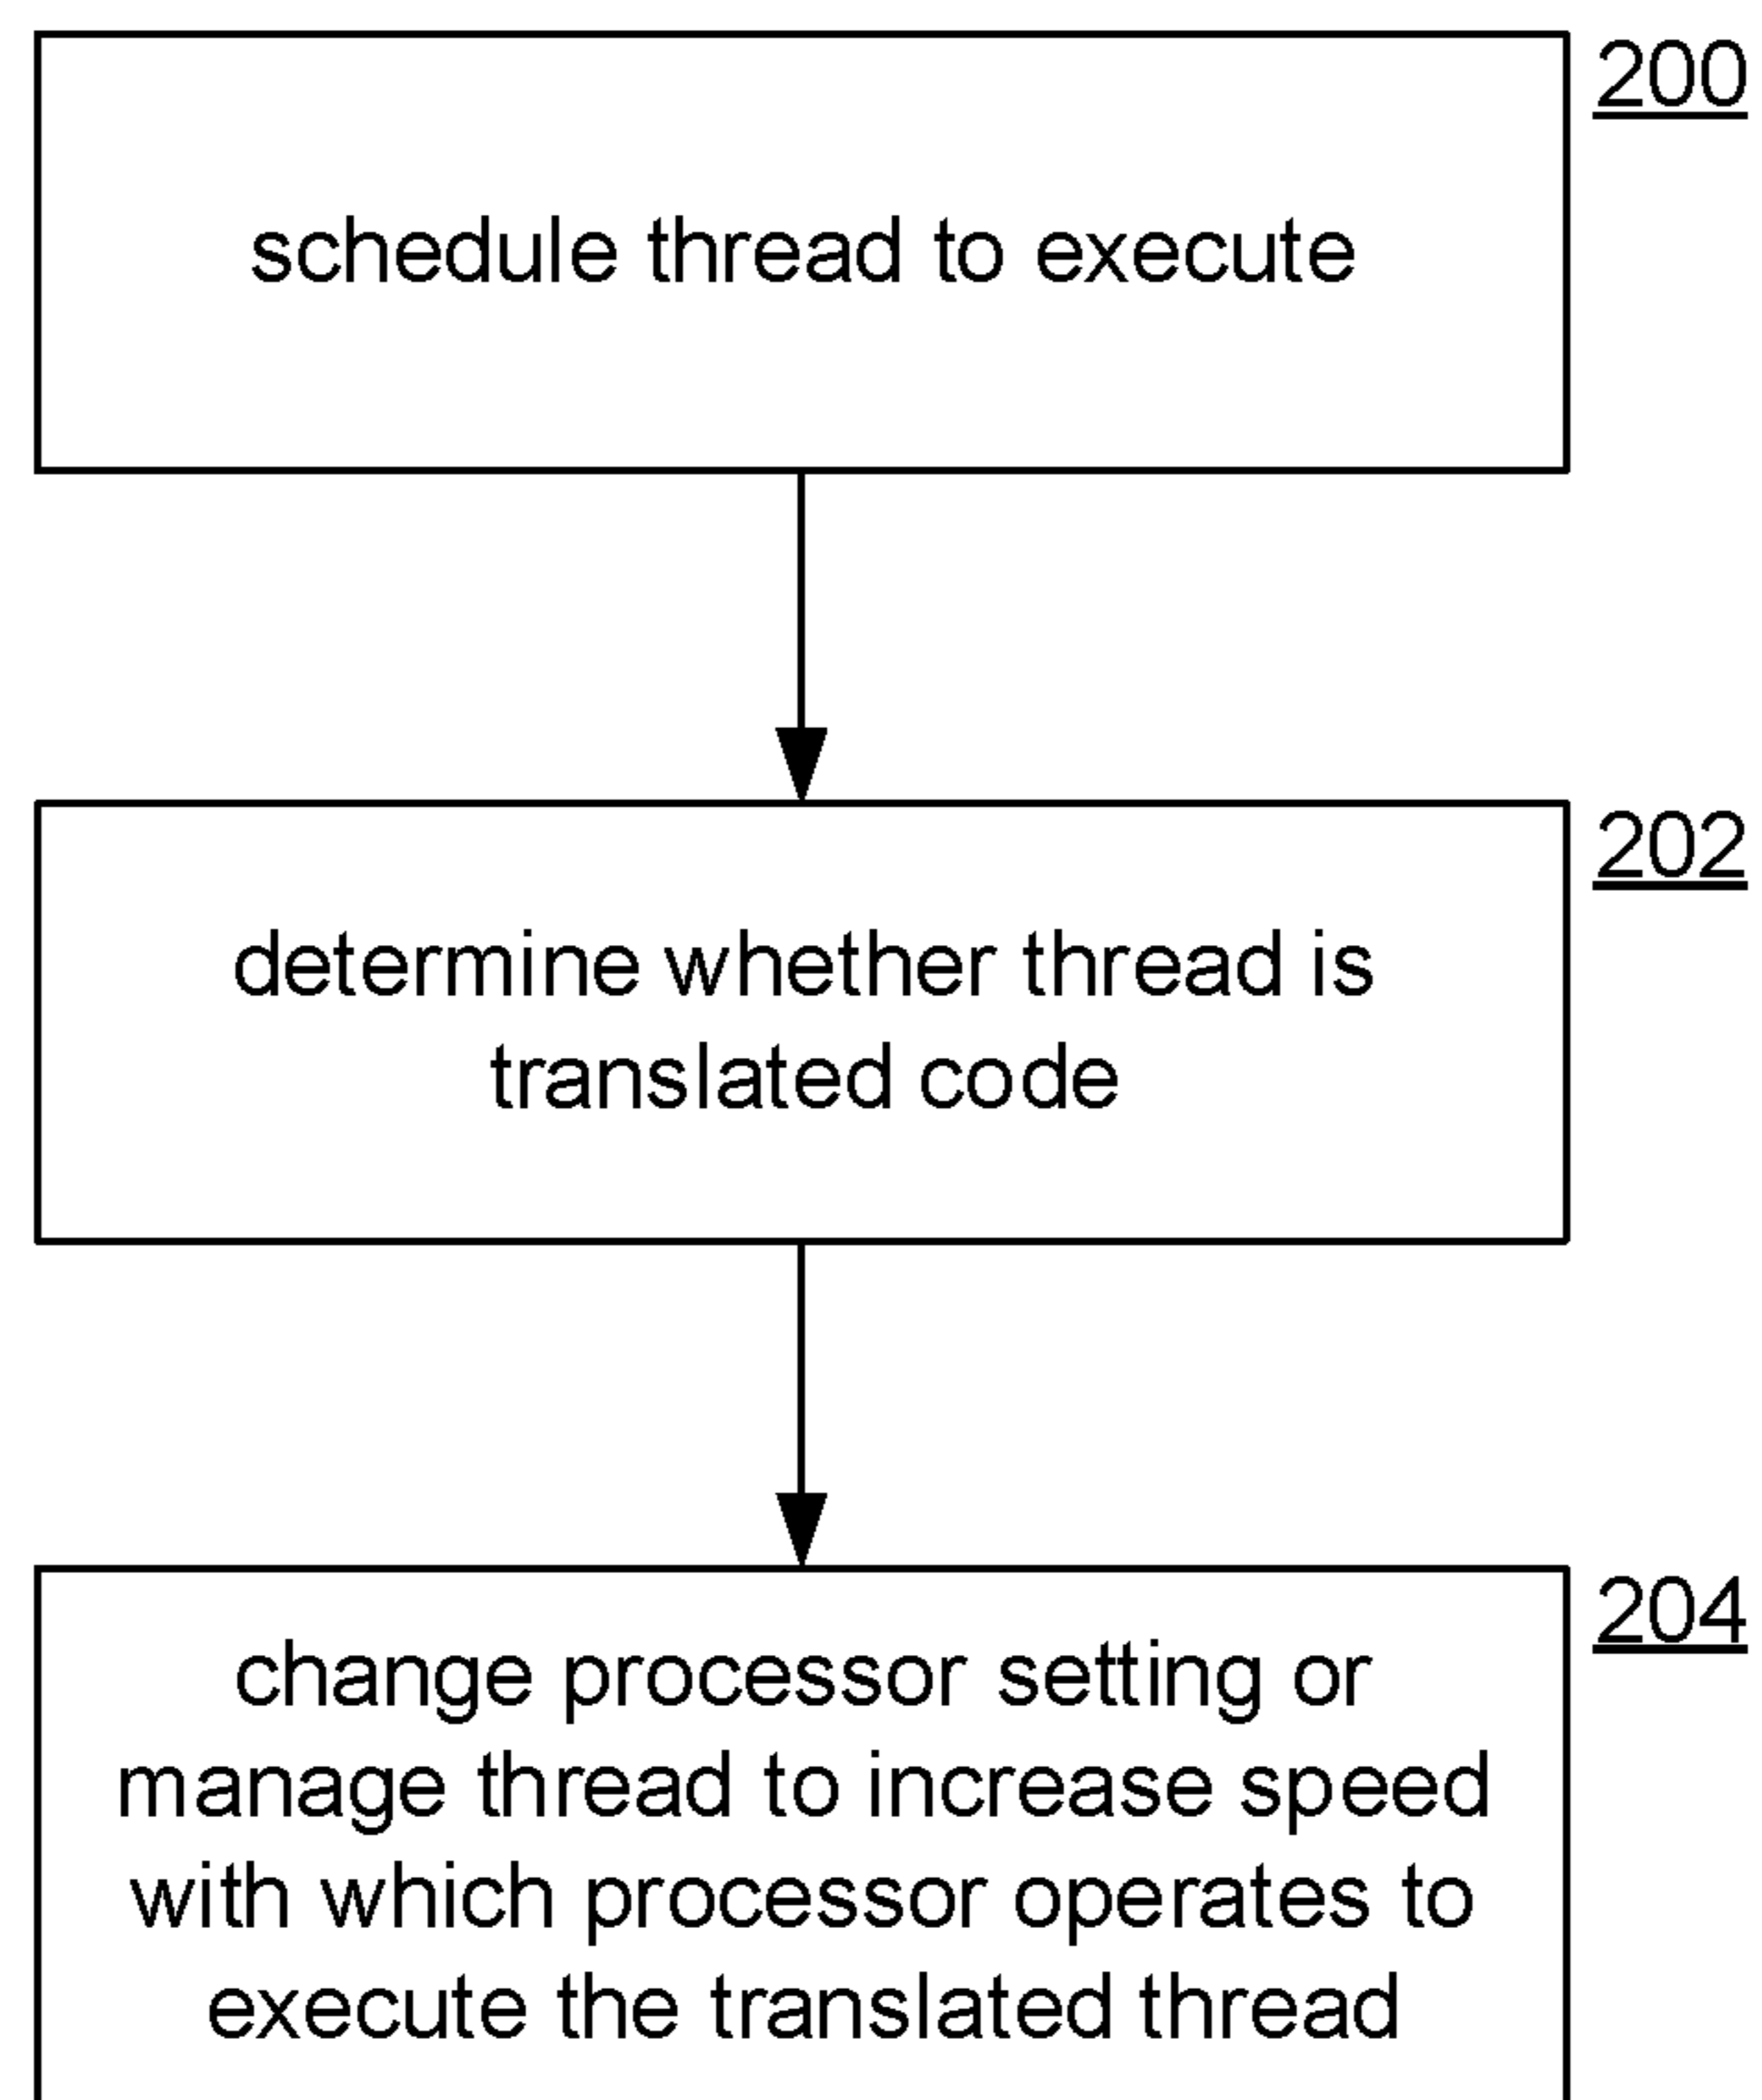 200
schedule thread to execute
202
determine whether thread is
translated code
204
change processor setting or
manage thread to increase speed
with which processor operates to
execute the translated thread